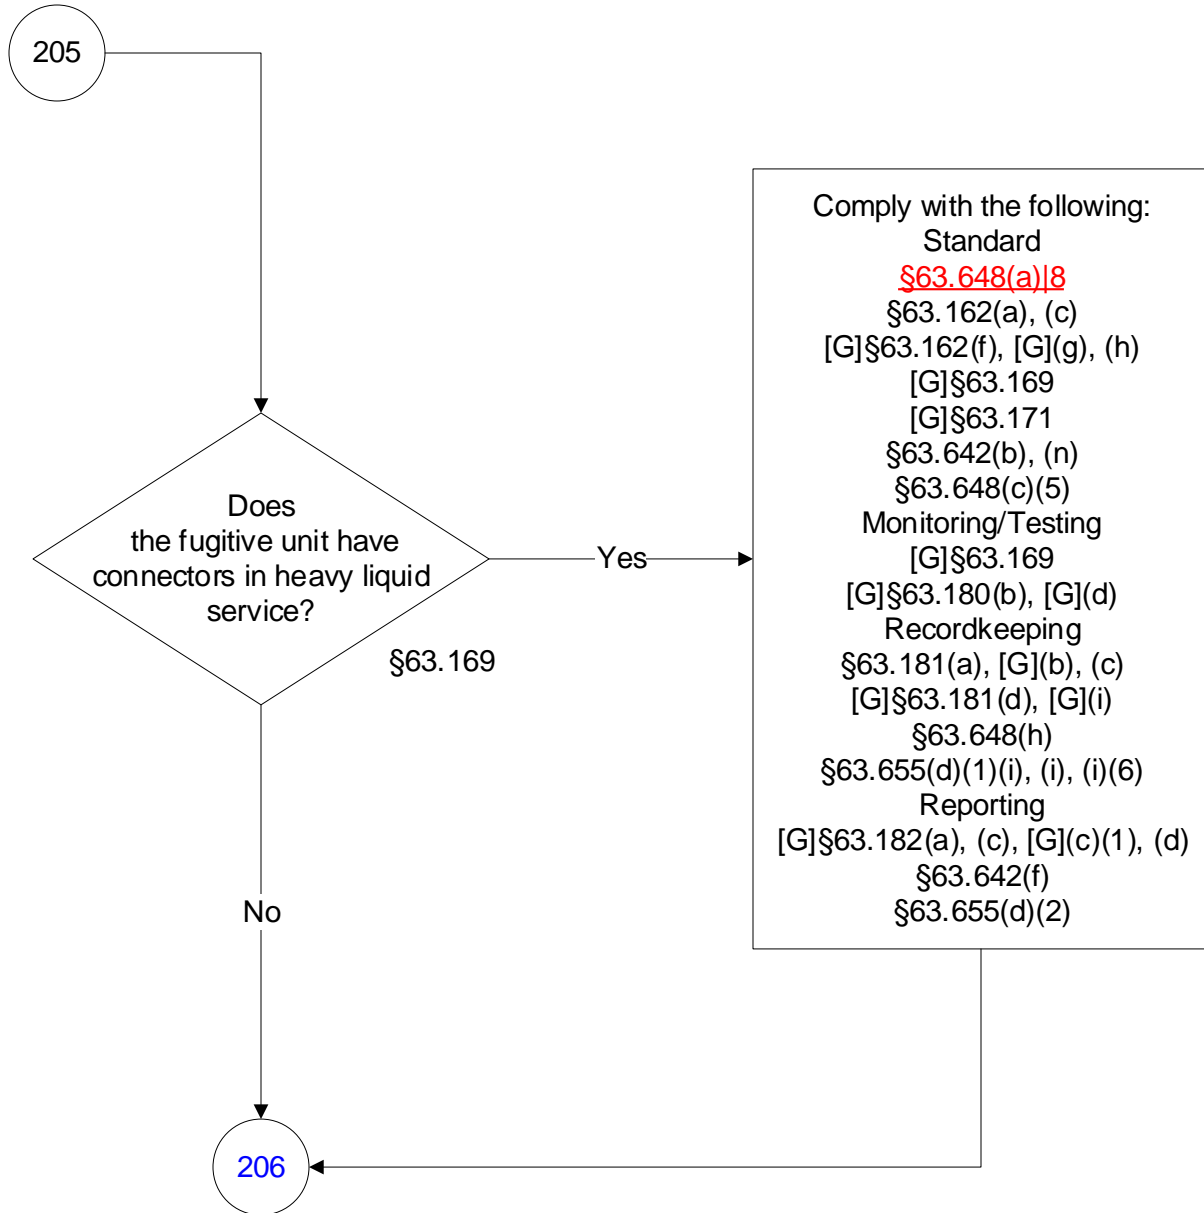 205
Does
the fugitive unit have
connectors in heavy liquid
service?
§63.169
Yes
No
Comply with the following:
Standard
§63.648(a)|8
§63.162(a), (c)
[G]§63.162(f), [G](g), (h)
[G]§63.169
[G]§63.171
§63.642(b), (n)
§63.648(c)(5)
Monitoring/Testing
[G]§63.169
[G]§63.180(b), [G](d)
Recordkeeping
§63.181(a), [G](b), (c)
[G]§63.181(d), [G](i)
§63.648(h)
§63.655(d)(1)(i), (i), (i)(6)
Reporting
[G]§63.182(a), (c), [G](c)(1), (d)
§63.642(f)
§63.655(d)(2)
206